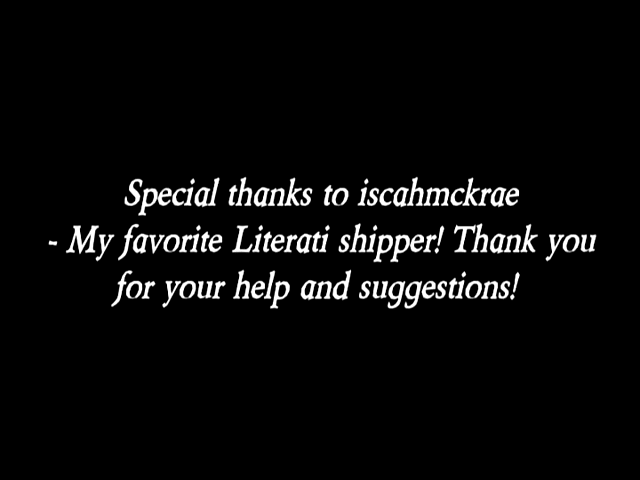 Special thanks to iscahmckrae
- My favorite Literati shipper! Thank you
for your help and suggestions!